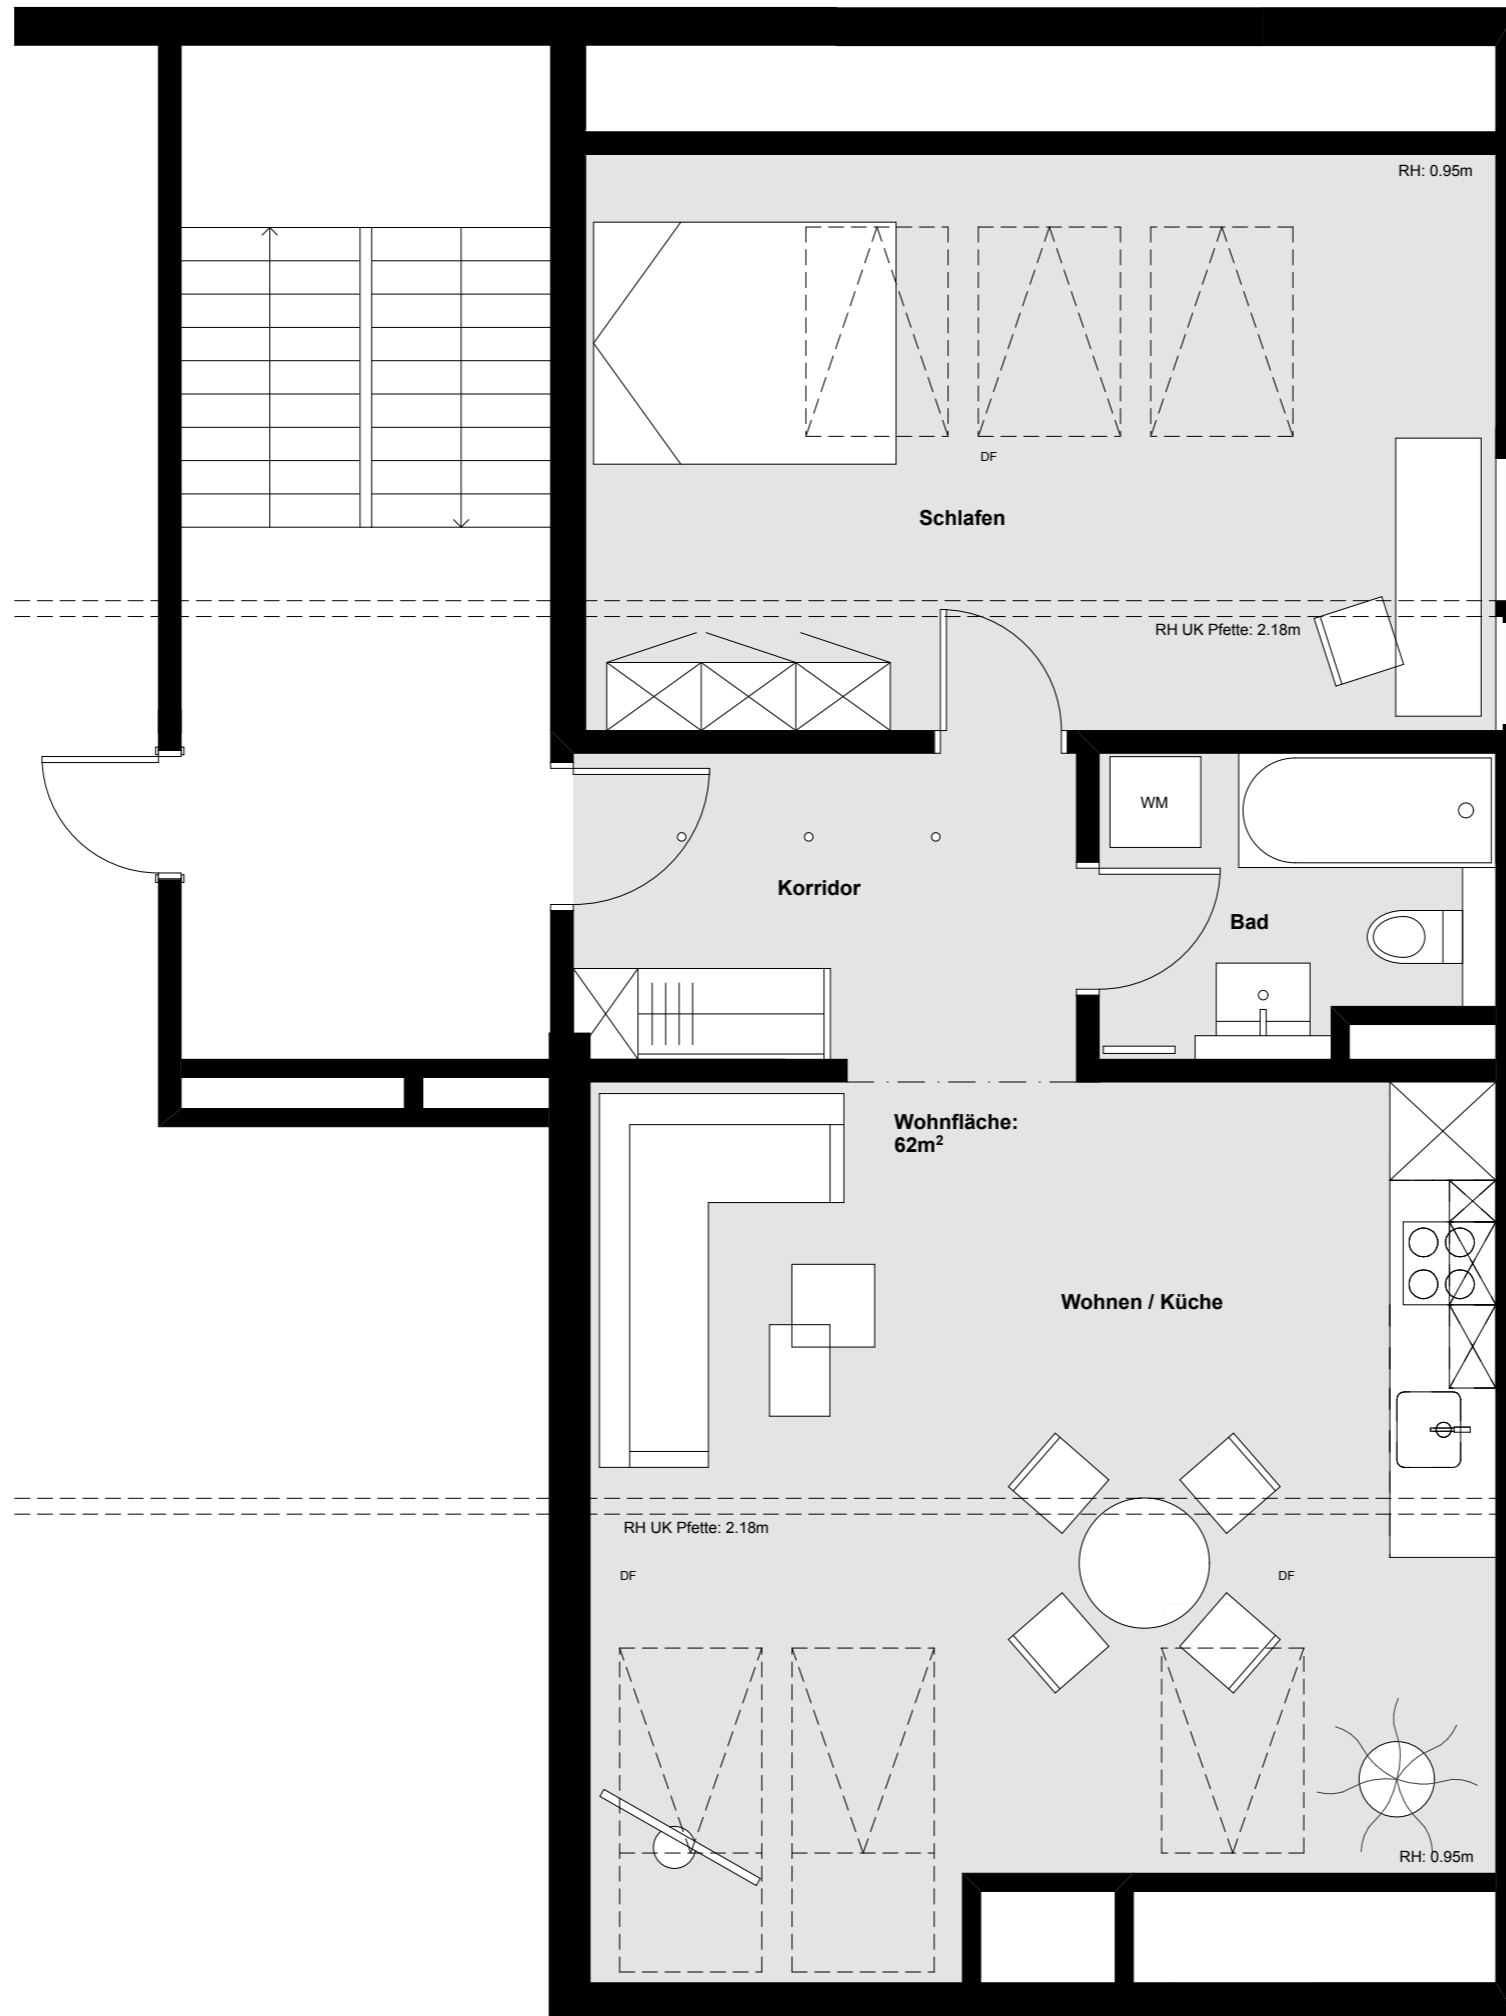 RH: 0.95m
DF
Schlafen
RH UK Pfette: 2.18m
WM
Korridor
Bad
Wohnfläche:
62m²
Wohnen / Küche
RH UK Pfette: 2.18m
DF
DF
RH: 0.95m